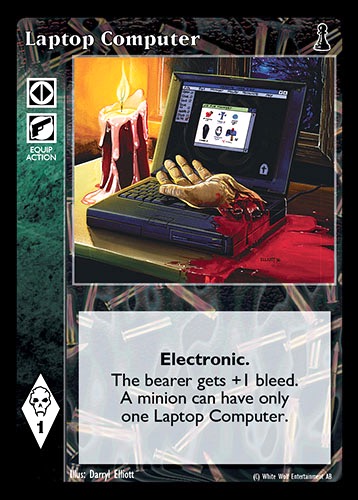 Laptop Computer
EQUIP
ACTION
Electronic.
The bearer gets +1 bleed.
A minion can have only
one Laptop Computer.
1
Illus: Darryl Elliott
(C) White Wolf Entertainment AB